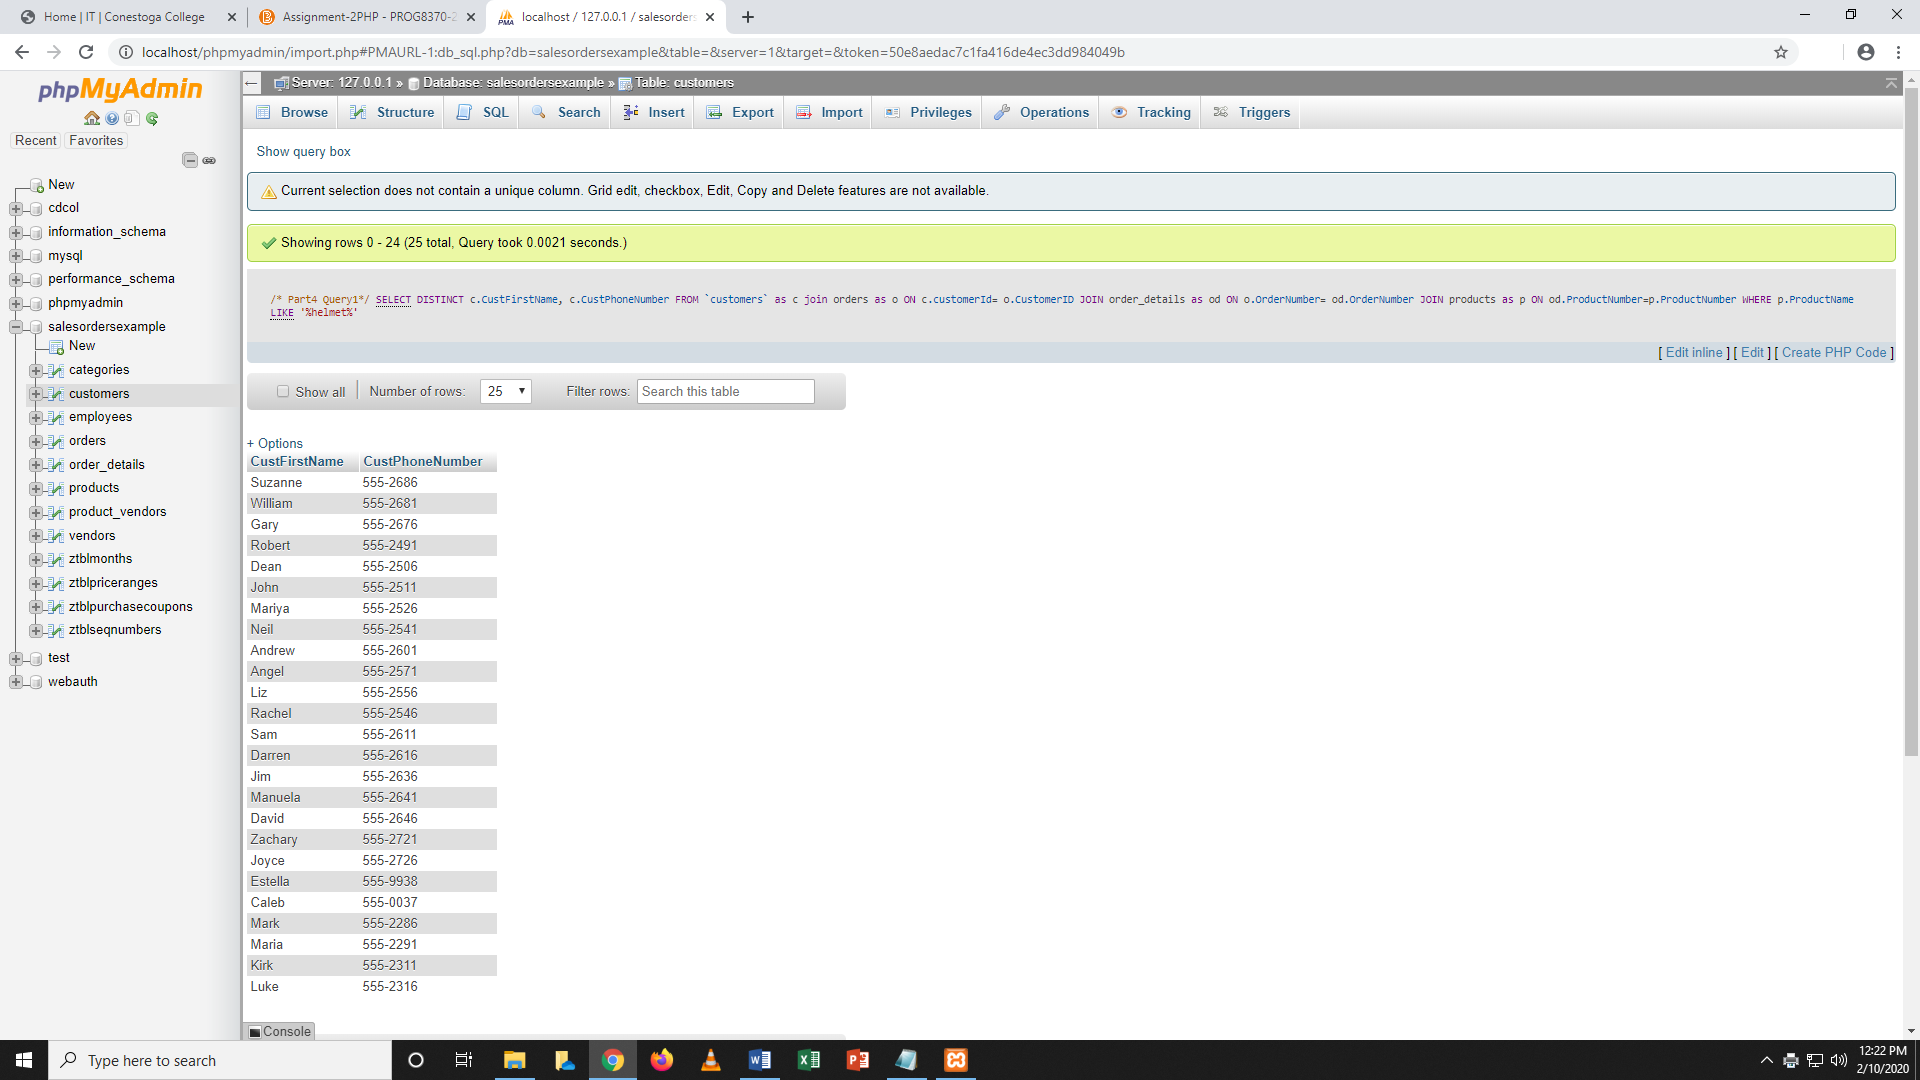 Home | IT | Conestoga College
Assignment-2PHP - PROG8370-2
localhost / 127.0.0.1 / salesorders
localhost/phpmyadmin/import.php#PMAURL-1:db_sql.php?db=salesordersexample&table=&server=1&target=&token=50e8aedac7c1fa416de4ec3dd984049b
phpMyAdmin
Recent Favorites
New
cdcol
information_schema
mysql
performance_schema
phpmyadmin
salesordersexample
New
categories
customers
employees
orders
order_details
products
product_vendors
vendors
ztblmonths
ztblpriceranges
ztblpurchasecoupons
ztblseqnumbers
test
webauth
Server: 127.0.0.1 » Database: salesordersexample » Table: customers
Browse Structure SQL Search Insert Export Import Privileges Operations Tracking Triggers
Show query box
Current selection does not contain a unique column. Grid edit, checkbox, Edit, Copy and Delete features are not available.
Showing rows 0 - 24 (25 total, Query took 0.0021 seconds.)
/* Part4 Query1*/ SELECT DISTINCT c.CustFirstName, c.CustPhoneNumber FROM `customers` as c join orders as o ON c.customerId= o.CustomerID JOIN order_details as od ON o.OrderNumber= od.OrderNumber JOIN products as p ON od.ProductNumber=p.ProductNumber WHERE p.ProductName
LIKE '%helmet%'
[ Edit inline ] [ Edit ] [ Create PHP Code ]
Show all Number of rows: 25 Filter rows: Search this table
+ Options
CustFirstName CustPhoneNumber
Suzanne 555-2686
William 555-2681
Gary 555-2676
Robert 555-2491
Dean 555-2506
John 555-2511
Mariya 555-2526
Neil 555-2541
Andrew 555-2601
Angel 555-2571
Liz 555-2556
Rachel 555-2546
Sam 555-2611
Darren 555-2616
Jim 555-2636
Manuela 555-2641
David 555-2646
Zachary 555-2721
Joyce 555-2726
Estella 555-9938
Caleb 555-0037
Mark 555-2286
Maria 555-2291
Kirk 555-2311
Luke 555-2316
Console
Type here to search
12:22 PM
2/10/2020